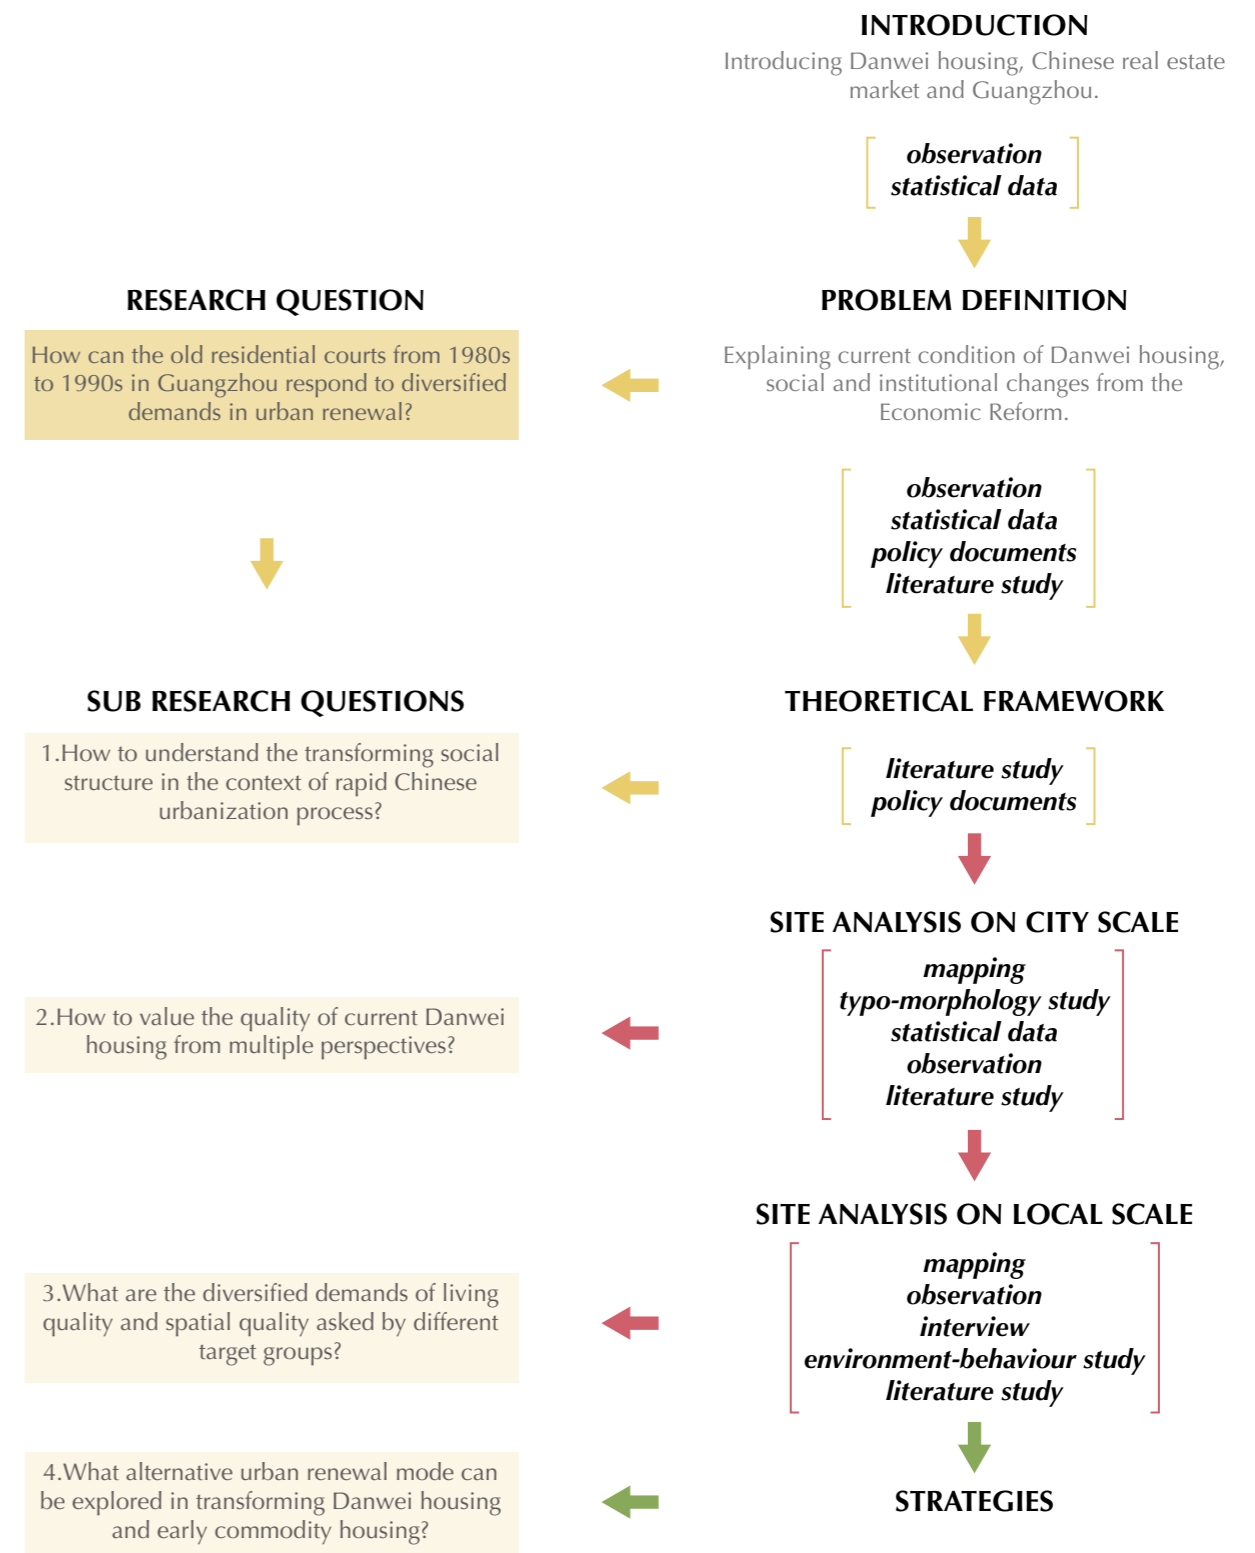 INTRODUCTION
Introducing Danwei housing, Chinese real estate
market and Guangzhou.
observation
statistical data
RESEARCH QUESTION
How can the old residential courts from 1980s
to 1990s in Guangzhou respond to diversified
demands in urban renewal?
PROBLEM DEFINITION
Explaining current condition of Danwei housing,
social and institutional changes from the
Economic Reform.
observation
statistical data
policy documents
literature study
SUB RESEARCH QUESTIONS
1.How to understand the transforming social
structure in the context of rapid Chinese
urbanization process?
THEORETICAL FRAMEWORK
literature study
policy documents
SITE ANALYSIS ON CITY SCALE
mapping
typo-morphology study
statistical data
observation
literature study
2.How to value the quality of current Danwei
housing from multiple perspectives?
SITE ANALYSIS ON LOCAL SCALE
mapping
observation
interview
environment-behaviour study
literature study
3.What are the diversified demands of living
quality and spatial quality asked by different
target groups?
4.What alternative urban renewal mode can
be explored in transforming Danwei housing
and early commodity housing?
STRATEGIES